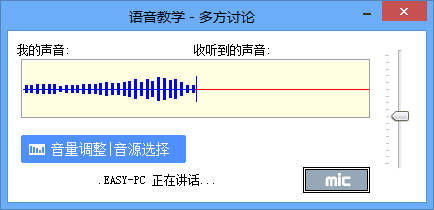 语音教学 - 多方讨论
我的声音: 收听到的声音:
音量调整|音源选择
.EASY-PC 正在讲话...
mic